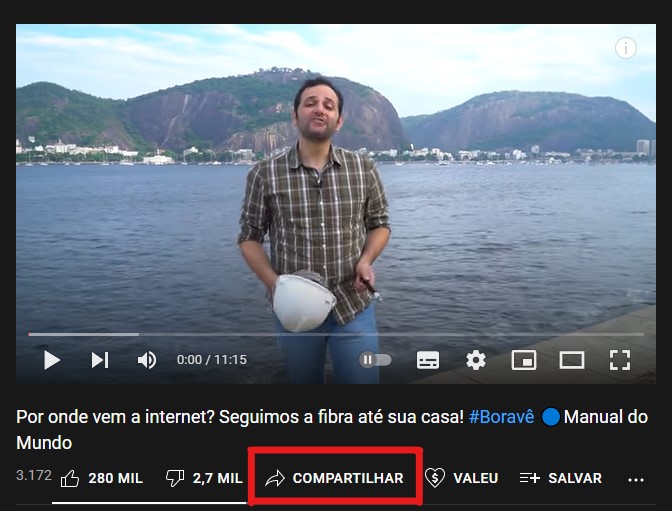 0:00 / 11:15
Por onde vem a internet? Seguimos a fibra até sua casa! #Boravê 🔵 Manual do
Mundo
3.172 280 MIL 2,7 MIL COMPARTILHAR VALEU SALVAR ...